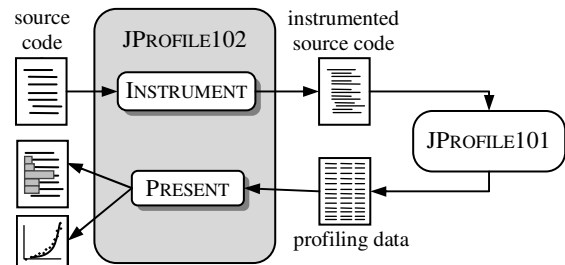 source
code
JPROFILE102
instrumented
source code
INSTRUMENT
JPROFILE101
PRESENT
profiling data